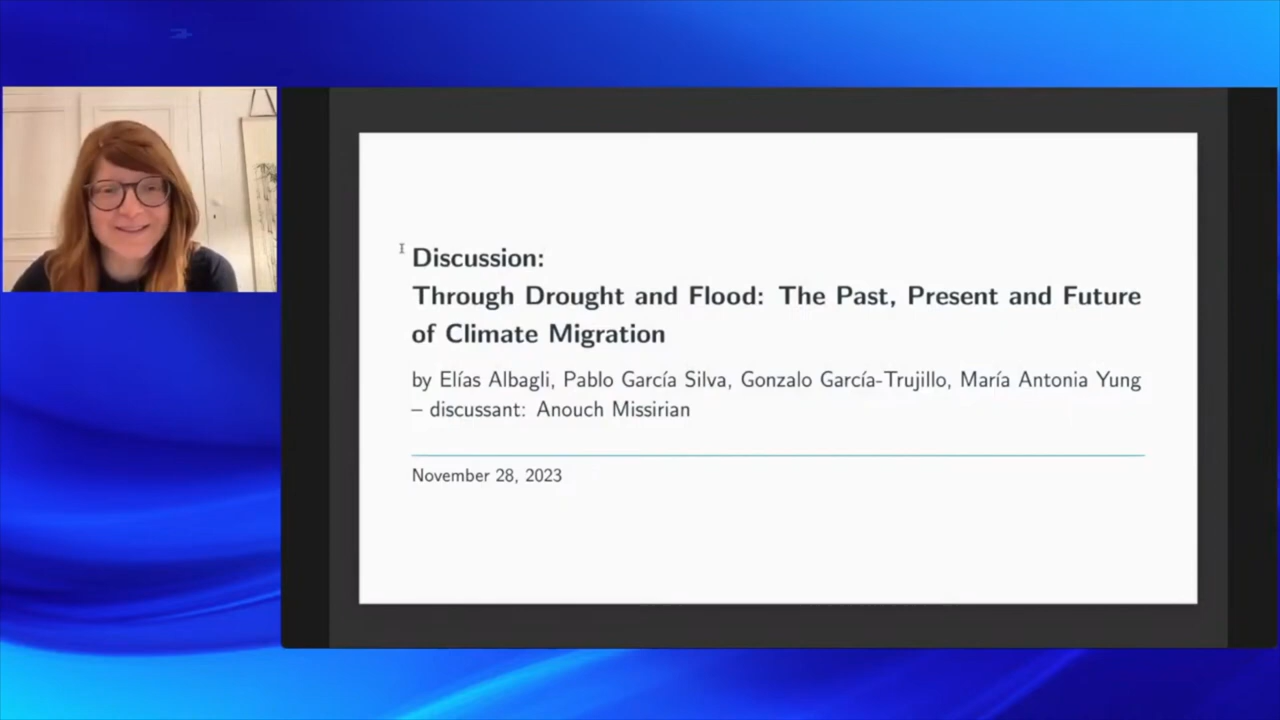 Discussion:
Through Drought and Flood: The Past, Present and Future
of Climate Migration
by Elías Albagli, Pablo García Silva, Gonzalo García-Trujillo, María Antonia Yung
– discussant: Anouch Missirian
November 28, 2023